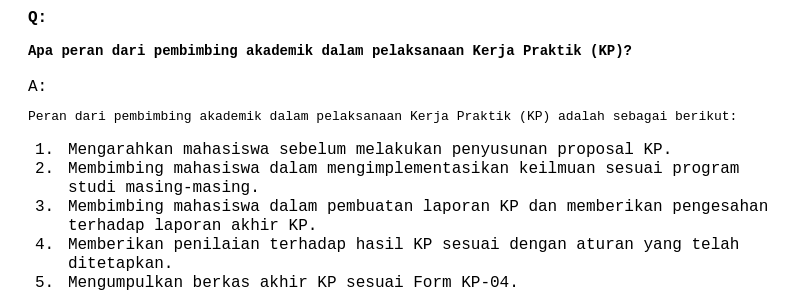 Q:
Apa peran dari pembimbing akademik dalam pelaksanaan Kerja Praktik (KP)?
A:
Peran dari pembimbing akademik dalam pelaksanaan Kerja Praktik (KP) adalah sebagai berikut:
1. Mengarahkan mahasiswa sebelum melakukan penyusunan proposal KP.
2. Membimbing mahasiswa dalam mengimplementasikan keilmuan sesuai program
studi masing-masing.
3. Membimbing mahasiswa dalam pembuatan laporan KP dan memberikan pengesahan
terhadap laporan akhir KP.
4. Memberikan penilaian terhadap hasil KP sesuai dengan aturan yang telah
ditetapkan.
5. Mengumpulkan berkas akhir KP sesuai Form KP-04.